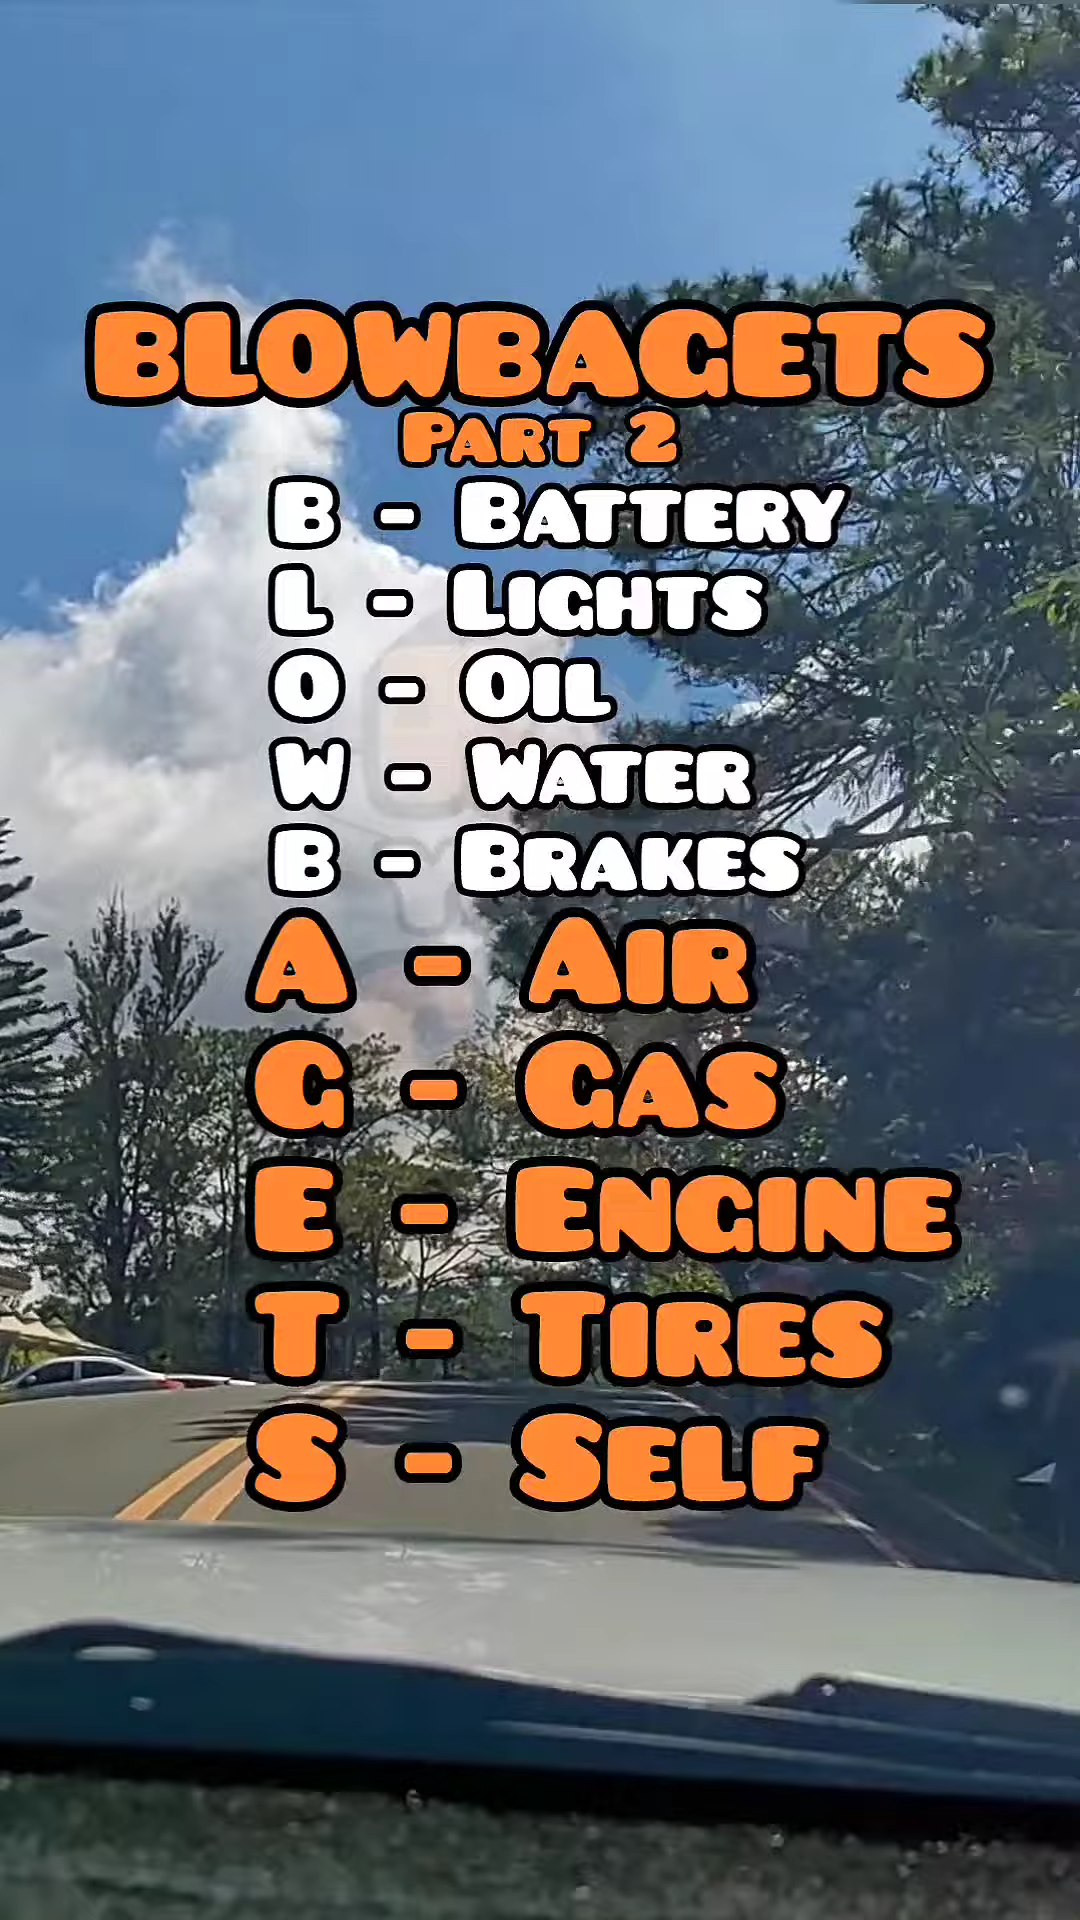 BLOWBAGETS
PART 2
B - BATTERY
L - LIGHTS
O - OIL
W - WATER
B - BRAKES
A - AIR
G - GAS
E - ENGINE
T - TIRES
S - SELF